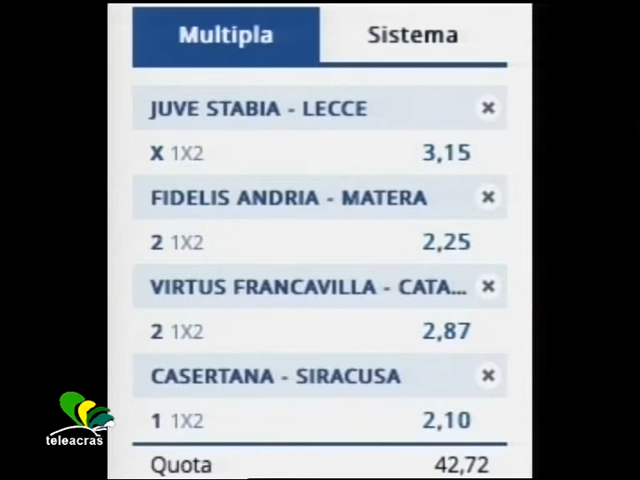 Multipla Sistema
JUVE STABIA - LECCE ×
X 1X2 3,15
FIDELIS ANDRIA - MATERA ×
2 1X2 2,25
VIRTUS FRANCAVILLA - CATA... ×
2 1X2 2,87
CASERTANA - SIRACUSA ×
1 1X2 2,10
Quota 42,72
teleacras